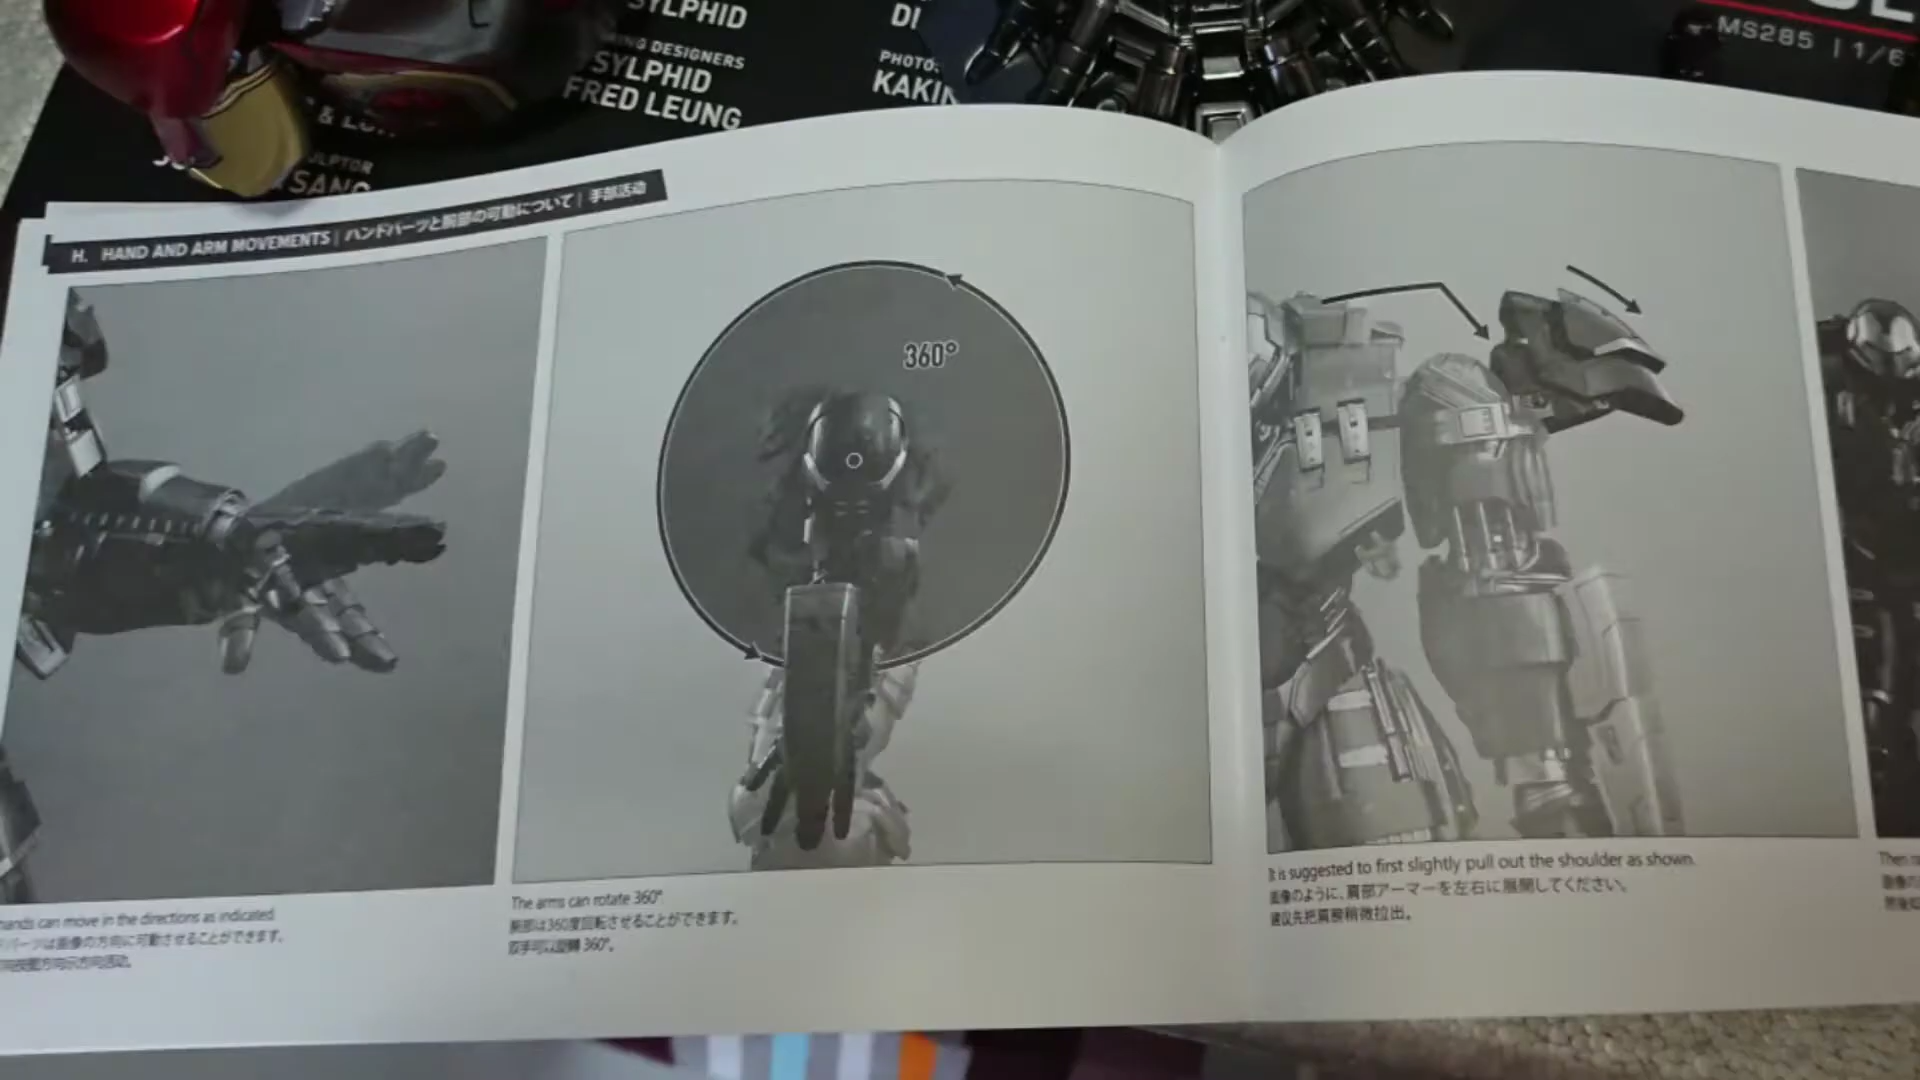 SYLPHID
DI
ING DESIGNERS
SYLPHID
FRED LEUNG
PHOTO
KAKI
MS285 | 1/6
SANG
H. HAND AND ARM MOVEMENTS | ハンドパーツと腕部の可動について | 手部活动
360°
hands can move in the directions as indicated.
パーツは画像の方向に可動させることができます。
The arms can rotate 360°.
腕部は360度回転させることができます。
双手可以旋轉 360°。
It is suggested to first slightly pull out the shoulder as shown.
画像のように、肩部アーマーを左右に展開してください。
建议先把肩膀稍微拉出。
Then